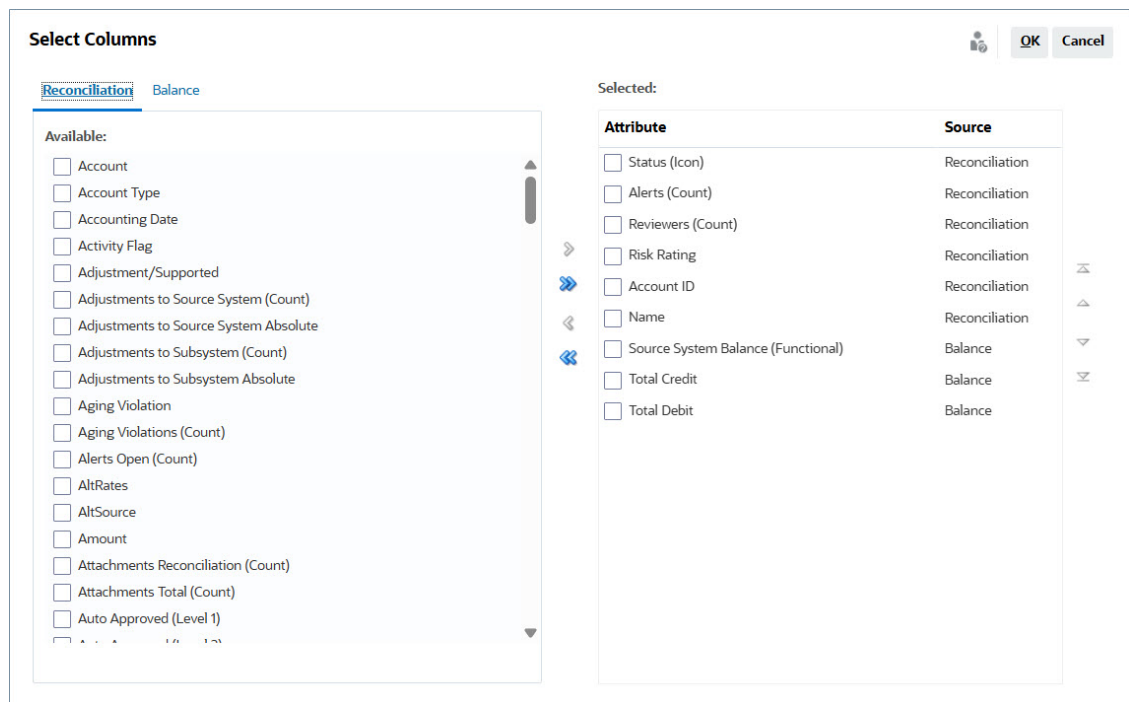 Select Columns
OK Cancel
Reconciliation Balance
Available:
Account
Account Type
Accounting Date
Activity Flag
Adjustment/Supported
Adjustments to Source System (Count)
Adjustments to Source System Absolute
Adjustments to Subsystem (Count)
Adjustments to Subsystem Absolute
Aging Violation
Aging Violations (Count)
Alerts Open (Count)
AltRates
AltSource
Amount
Attachments Reconciliation (Count)
Attachments Total (Count)
Auto Approved (Level 1)
Selected:
Attribute Source
Status (Icon) Reconciliation
Alerts (Count) Reconciliation
Reviewers (Count) Reconciliation
Risk Rating Reconciliation
Account ID Reconciliation
Name Reconciliation
Source System Balance (Functional) Balance
Total Credit Balance
Total Debit Balance